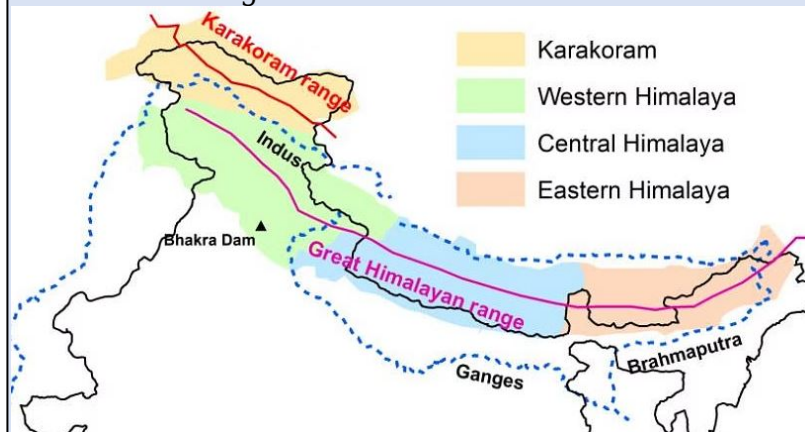 Karakoram range
Karakoram
Western Himalaya
Central Himalaya
Eastern Himalaya
Indus
Bhakra Dam
Great Himalayan range
Ganges
Brahmaputra